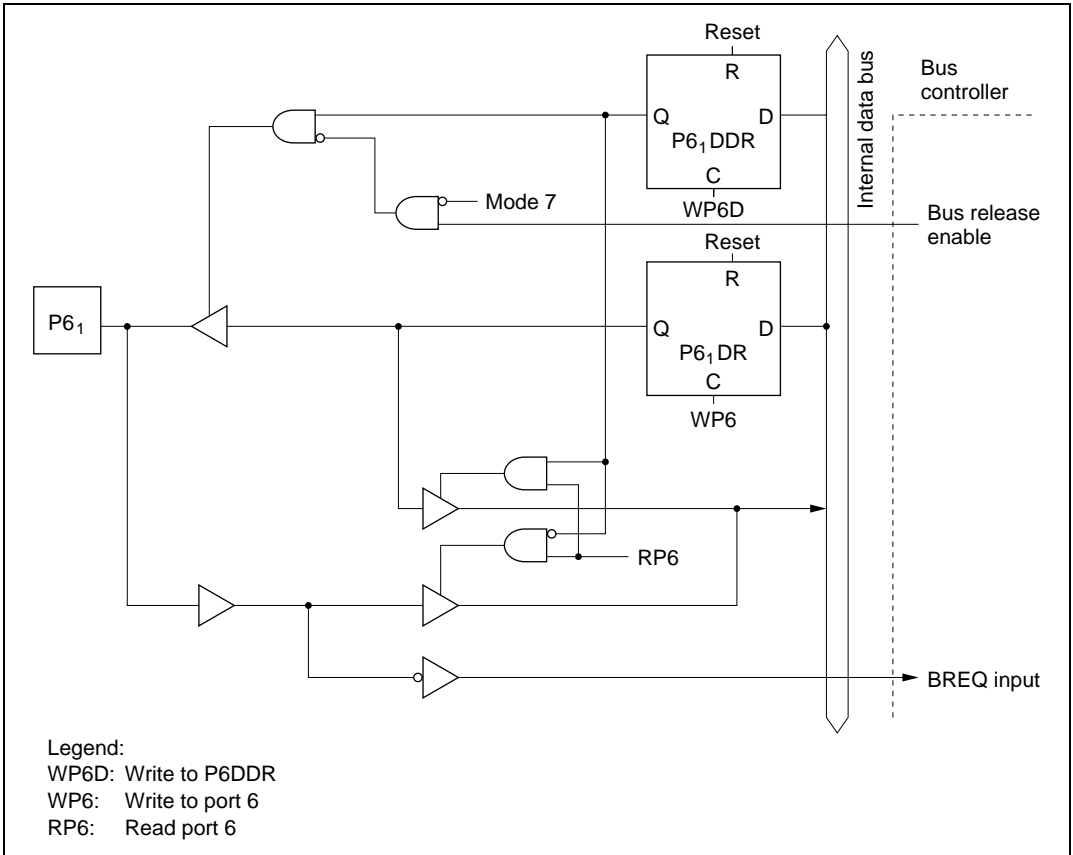 Reset
R
Q
D
P6₁DDR
C
WP6D
Internal data bus
Bus
controller
Mode 7
Bus release
enable
Reset
R
P6₁
Q
D
P6₁DR
C
WP6
RP6
BREQ input
Legend:
WP6D: Write to P6DDR
WP6: Write to port 6
RP6: Read port 6